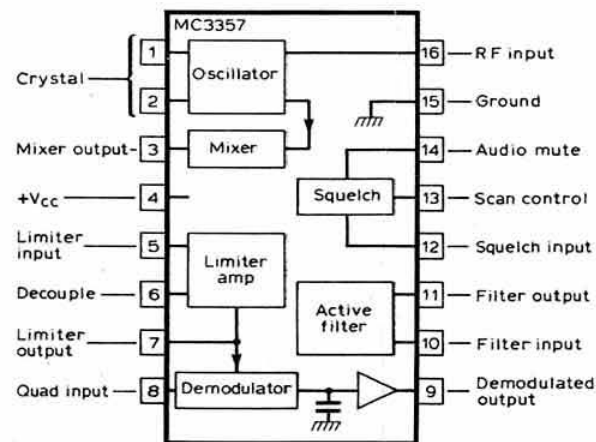 MC3357
Crystal
1
2
Oscillator
16
RF input
15
Ground
Mixer output
3
Mixer
14
Audio mute
+Vcc
4
Squelch
13
Scan control
Limiter
input
5
12
Squelch input
Limiter
amp
Decouple
6
11
Filter output
Active
filter
Limiter
output
7
10
Filter input
Quad input
8
Demodulator
9
Demodulated
output